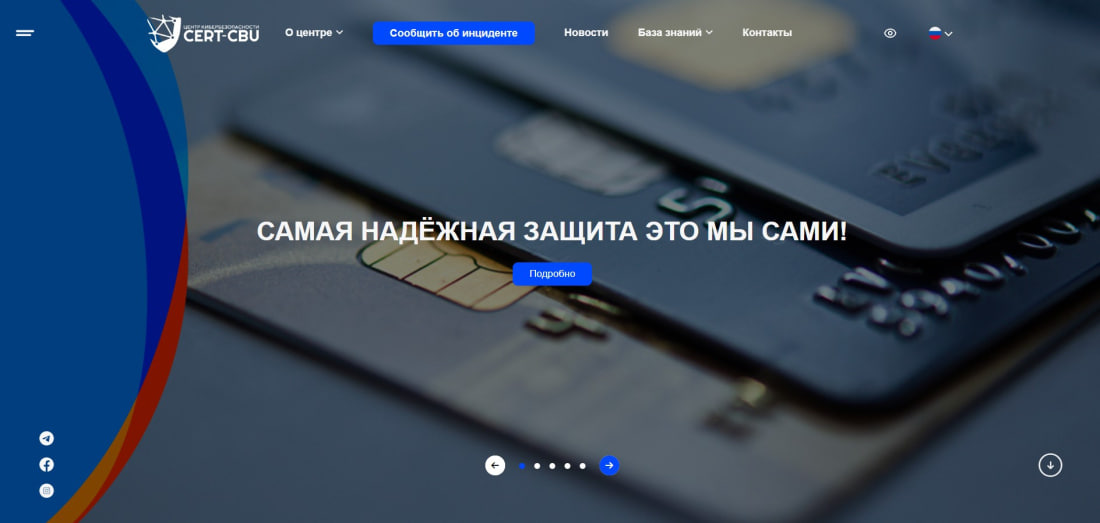 ЦЕНТР КИБЕРБЕЗОПАСНОСТИ
CERT-CBU
О центре
Сообщить об инциденте
Новости
База знаний
Контакты
САМАЯ НАДЁЖНАЯ ЗАЩИТА ЭТО МЫ САМИ!
Подробно